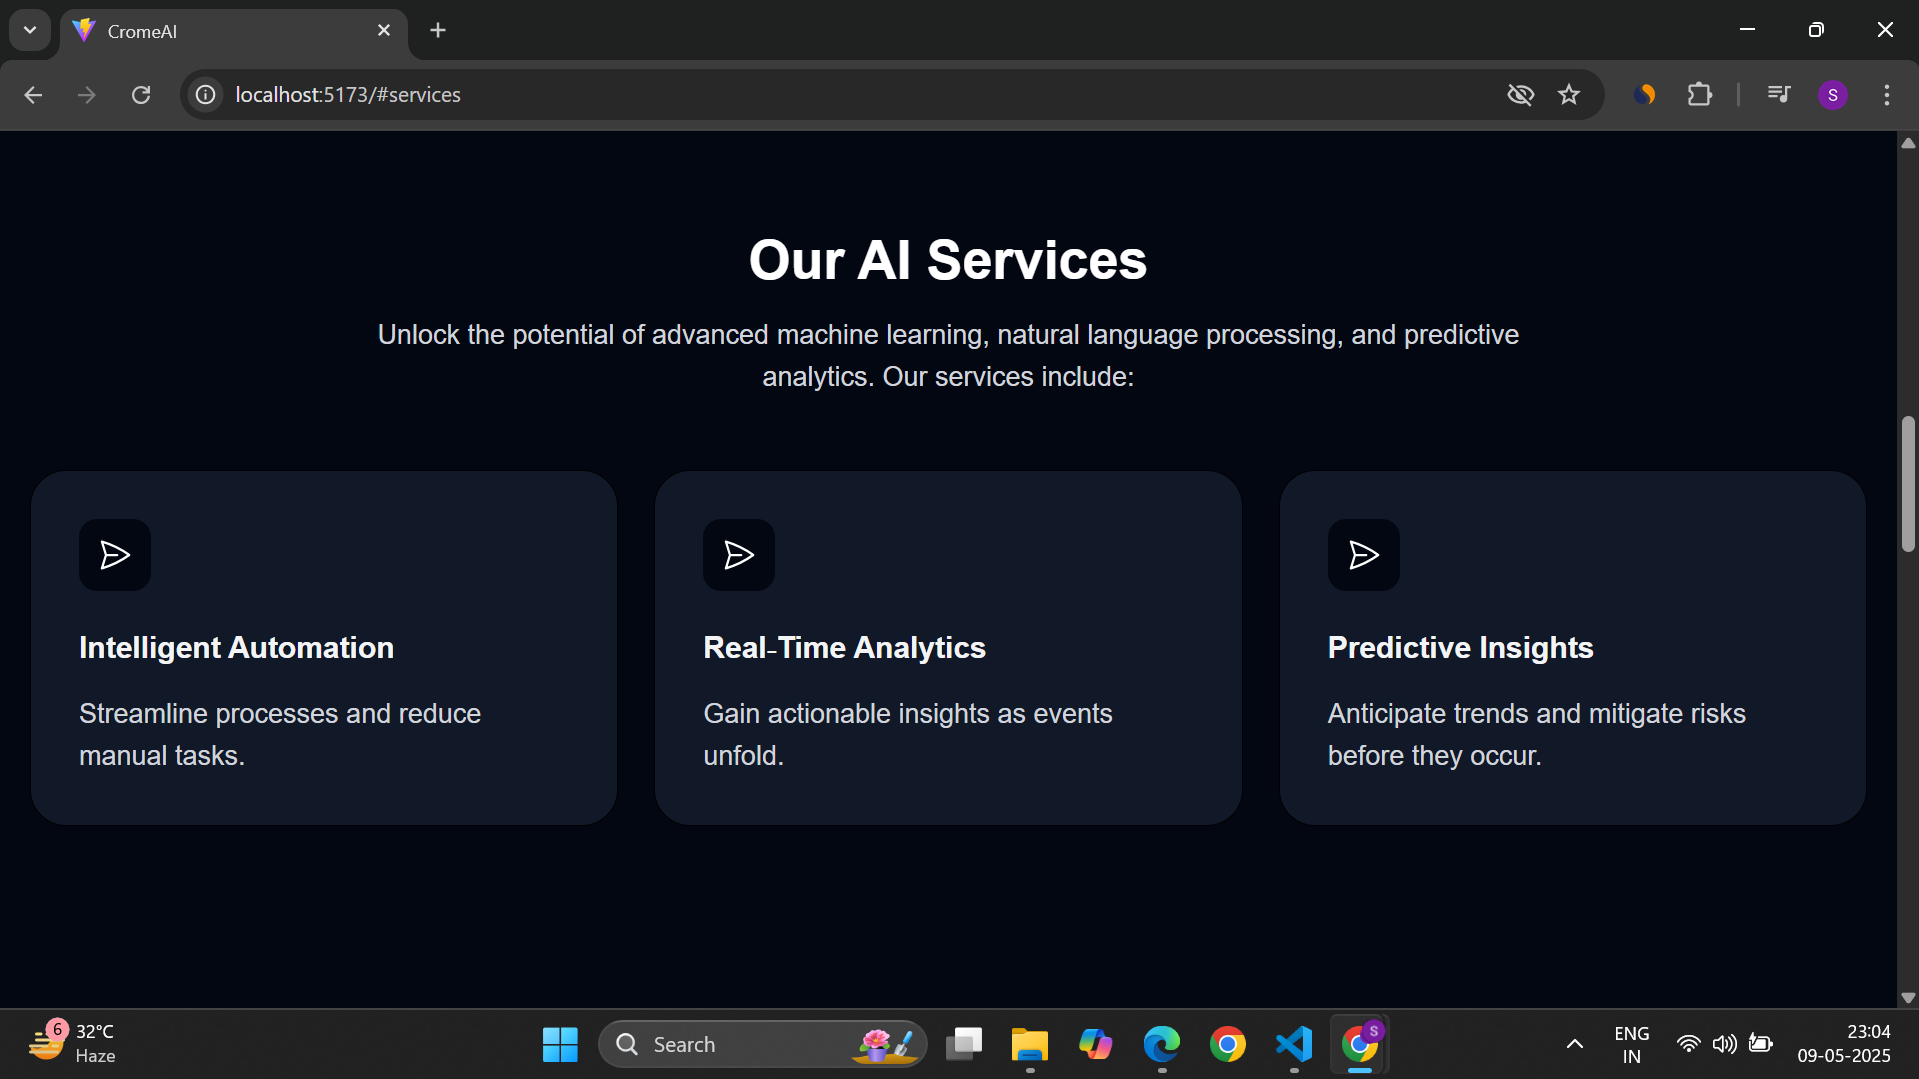 CromeAI
localhost:5173/#services
S
Our AI Services
Unlock the potential of advanced machine learning, natural language processing, and predictive
analytics. Our services include:
Intelligent Automation
Streamline processes and reduce
manual tasks.
Real-Time Analytics
Gain actionable insights as events
unfold.
Predictive Insights
Anticipate trends and mitigate risks
before they occur.
6
32°C
Haze
Search
S
ENG
IN
23:04
09-05-2025